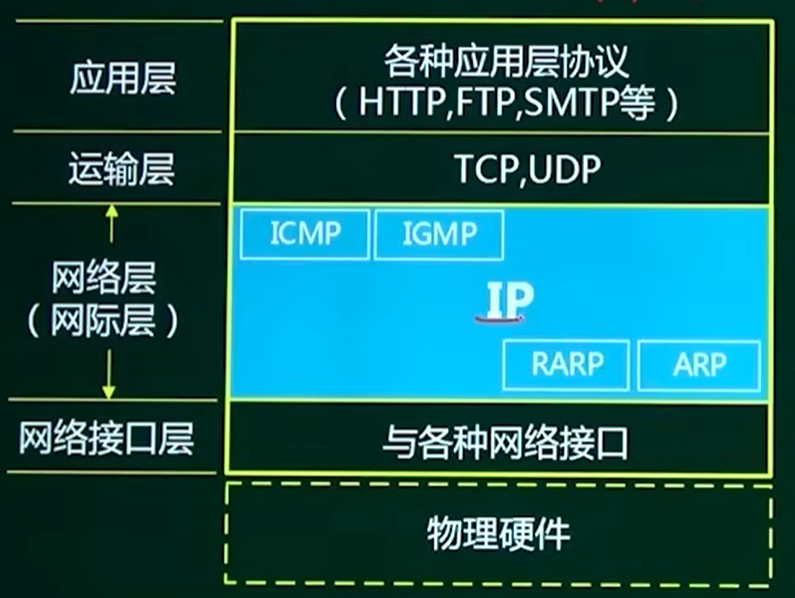 应用层
各种应用层协议
（HTTP,FTP,SMTP等）
运输层
TCP,UDP
ICMP
IGMP
网络层
（网际层）
IP
RARP
ARP
网络接口层
与各种网络接口
物理硬件